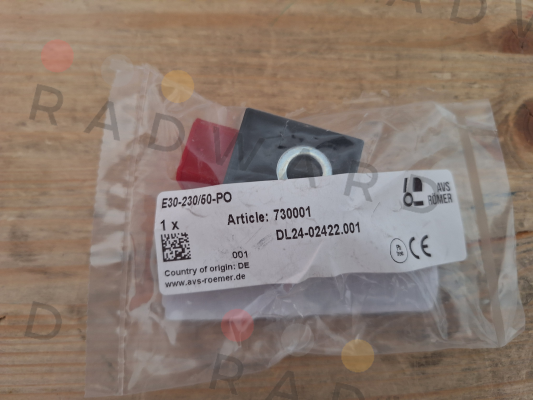 E30-230/50-PO
1 x
Article: 730001
DL24-02422.001
AVS
RÖMER
001
Country of origin: DE
www.avs-roemer.de
CE
RADWARD